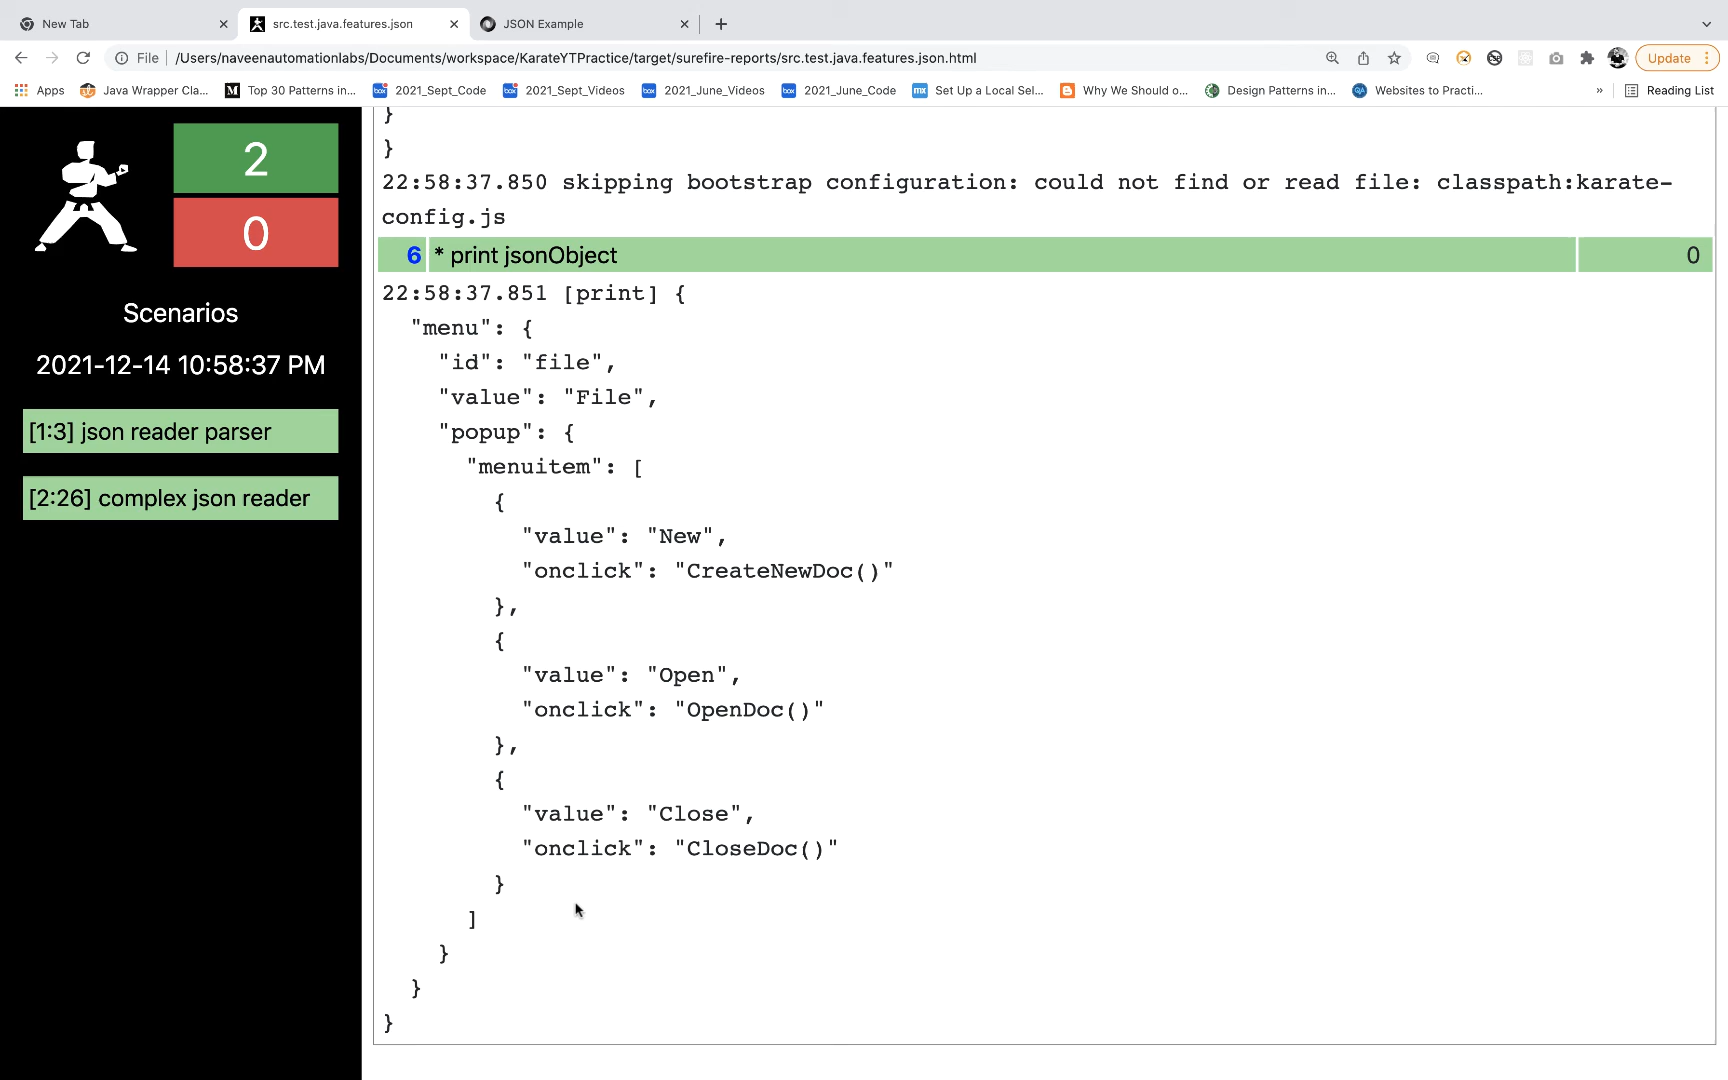 New Tab
src.test.java.features.json
JSON Example
File
/Users/naveenautomationlabs/Documents/workspace/KarateYTPractice/target/surefire-reports/src.test.java.features.json.html
Update
Apps
Java Wrapper Cla...
Top 30 Patterns in...
2021_Sept_Code
2021_Sept_Videos
2021_June_Videos
2021_June_Code
Set Up a Local Sel...
Why We Should o...
Design Patterns in...
Websites to Practi...
»
Reading List
2
0
Scenarios
2021-12-14 10:58:37 PM
[1:3] json reader parser
[2:26] complex json reader
}
}
22:58:37.850 skipping bootstrap configuration: could not find or read file: classpath:karate-
config.js
6 * print jsonObject 0
22:58:37.851 [print] {
"menu": {
"id": "file",
"value": "File",
"popup": {
"menuitem": [
{
"value": "New",
"onclick": "CreateNewDoc()"
},
{
"value": "Open",
"onclick": "OpenDoc()"
},
{
"value": "Close",
"onclick": "CloseDoc()"
}
]
}
}
}